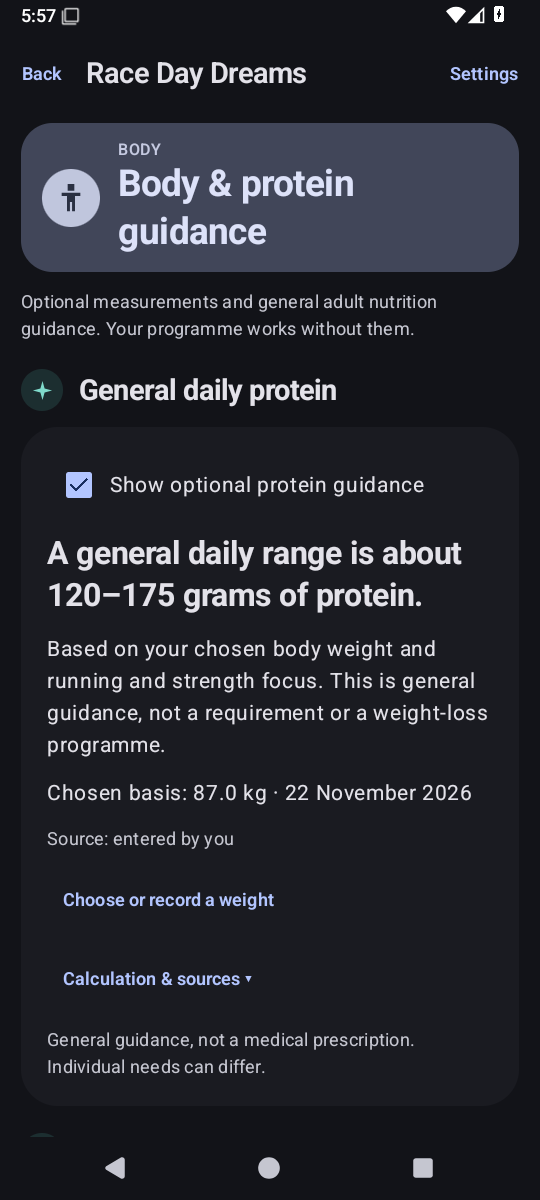 5:57
Back
Race Day Dreams
Settings
BODY
Body & protein
guidance
Optional measurements and general adult nutrition
guidance. Your programme works without them.
General daily protein
Show optional protein guidance
A general daily range is about
120–175 grams of protein.
Based on your chosen body weight and
running and strength focus. This is general
guidance, not a requirement or a weight-loss
programme.
Chosen basis: 87.0 kg · 22 November 2026
Source: entered by you
Choose or record a weight
Calculation & sources ▾
General guidance, not a medical prescription.
Individual needs can differ.